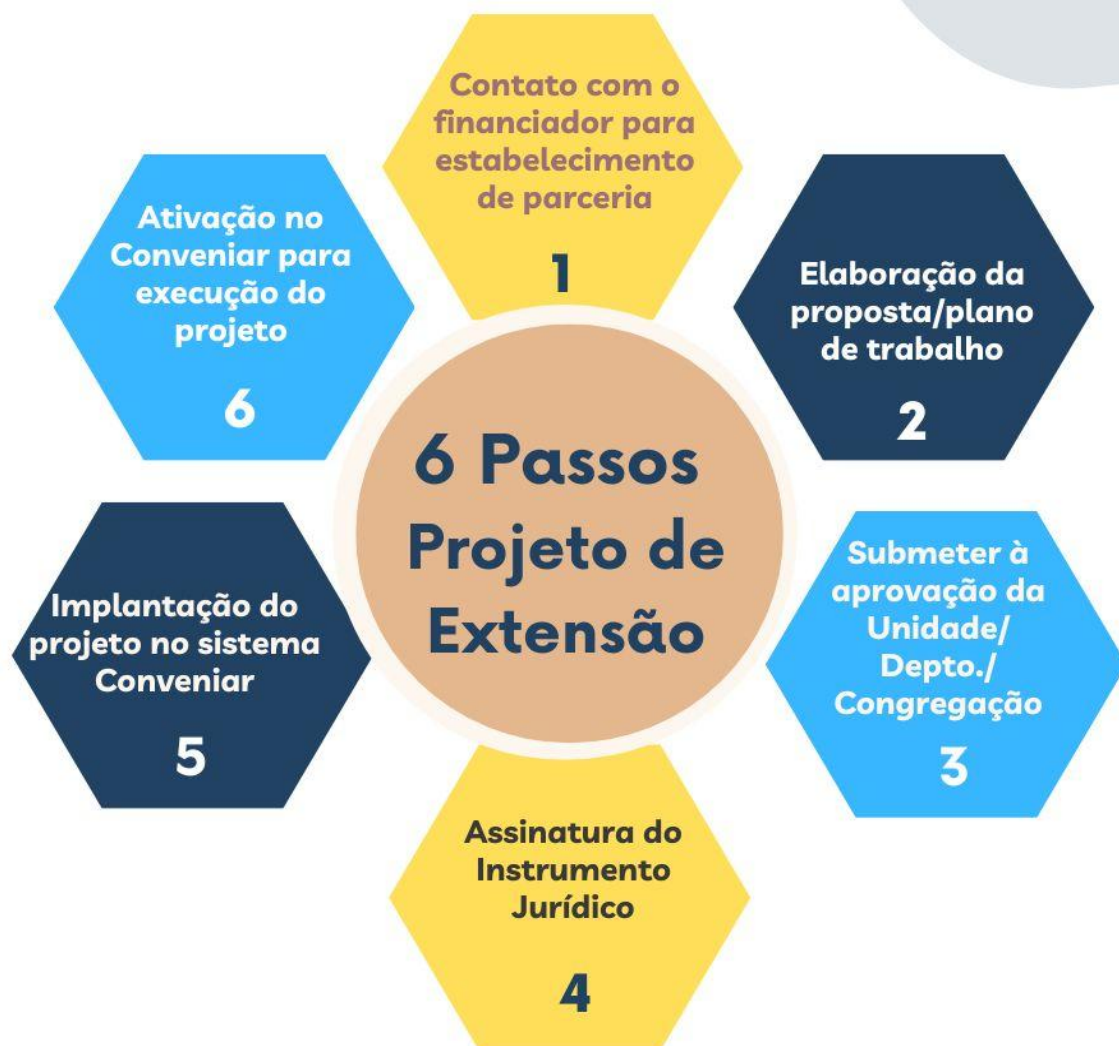 6 Passos
Projeto de
Extensão
Contato com o
financiador para
estabelecimento
de parceria
1
Elaboração da
proposta/plano
de trabalho
2
Submeter à
aprovação da
Unidade/
Depto./
Congregação
3
Assinatura do
Instrumento
Jurídico
4
Implantação do
projeto no sistema
Conveniar
5
Ativação no
Conveniar para
execução do
projeto
6